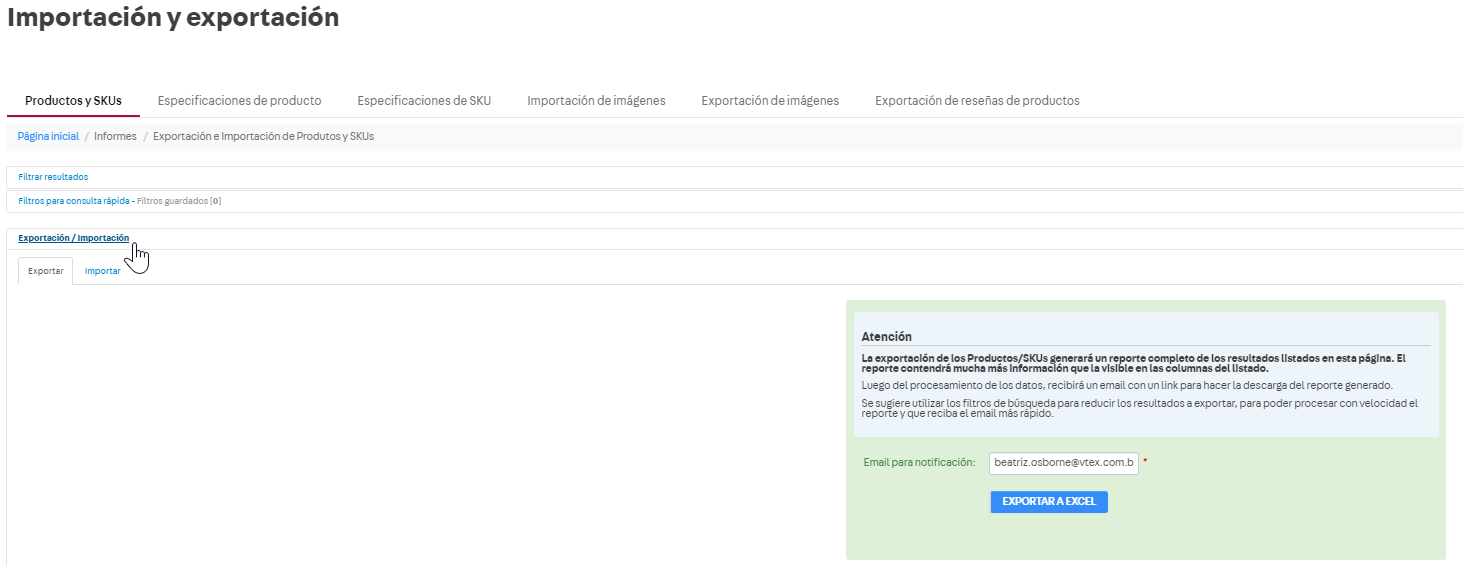 Importación y exportación
Productos y SKUs Especificaciones de producto Especificaciones de SKU Importación de imágenes Exportación de imágenes Exportación de reseñas de productos
Página inicial / Informes / Exportación e Importación de Produtos y SKUs
Filtrar resultados
Filtros para consulta rápida - Filtros guardados [0]
Exportación / Importación
Exportar Importar
Atención
La exportación de los Productos/SKUs generará un reporte completo de los resultados listados en esta página. El
reporte contendrá mucha más información que la visible en las columnas del listado.
Luego del procesamiento de los datos, recibirá un email con un link para hacer la descarga del reporte generado.
Se sugiere utilizar los filtros de búsqueda para reducir los resultados a exportar, para poder procesar con velocidad el
reporte y que reciba el email más rápido.
Email para notificación: beatriz.osborne@vtex.com.b *
EXPORTAR A EXCEL